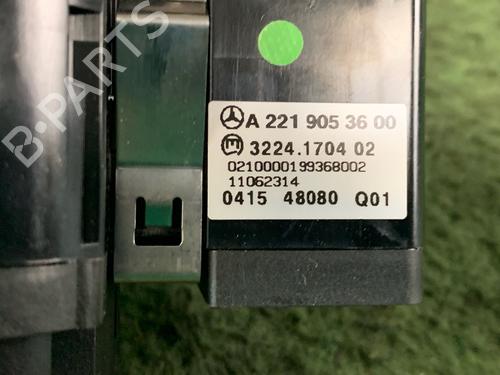 B-PARTS
A 221 905 36 00
3224.1704 02
0210000199368002
11062314
0415 48080 Q01